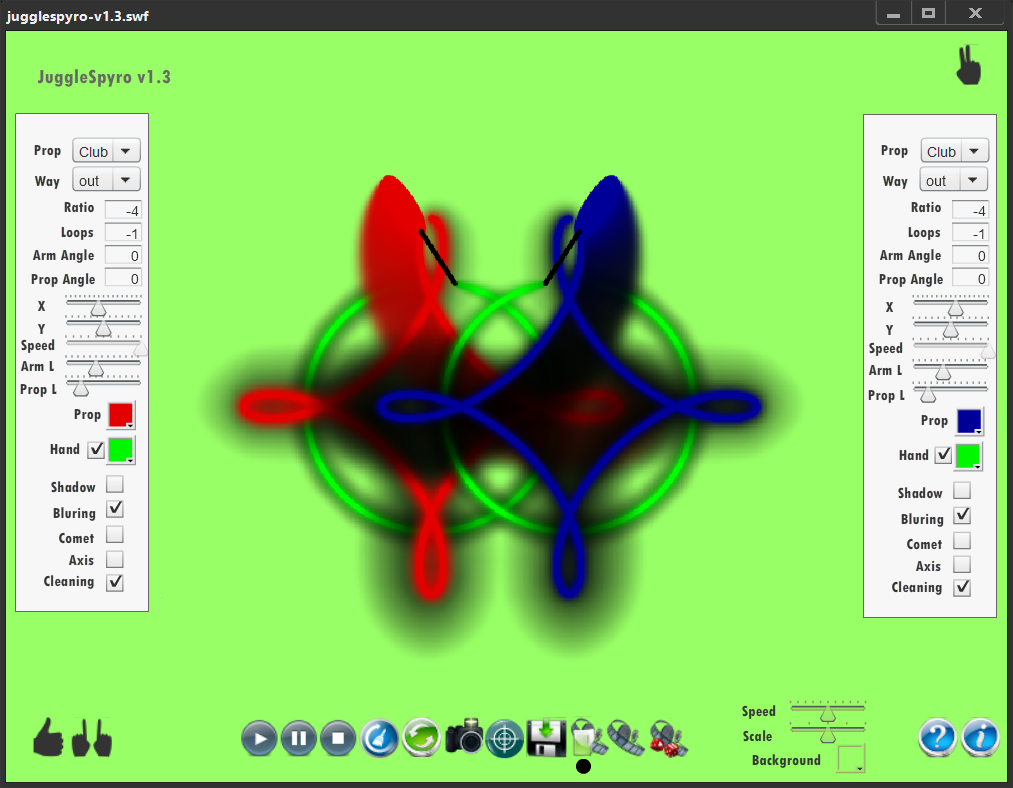 jugglespyro-v1.3.swf
JuggleSpyro v1.3
Prop Club
Way out
Ratio -4
Loops -1
Arm Angle 0
Prop Angle 0
X
Y
Speed
Arm L
Prop L
Prop
Hand
Shadow
Bluring
Comet
Axis
Cleaning
Prop Club
Way out
Ratio -4
Loops -1
Arm Angle 0
Prop Angle 0
X
Y
Speed
Arm L
Prop L
Prop
Hand
Shadow
Bluring
Comet
Axis
Cleaning
Speed
Scale
Background